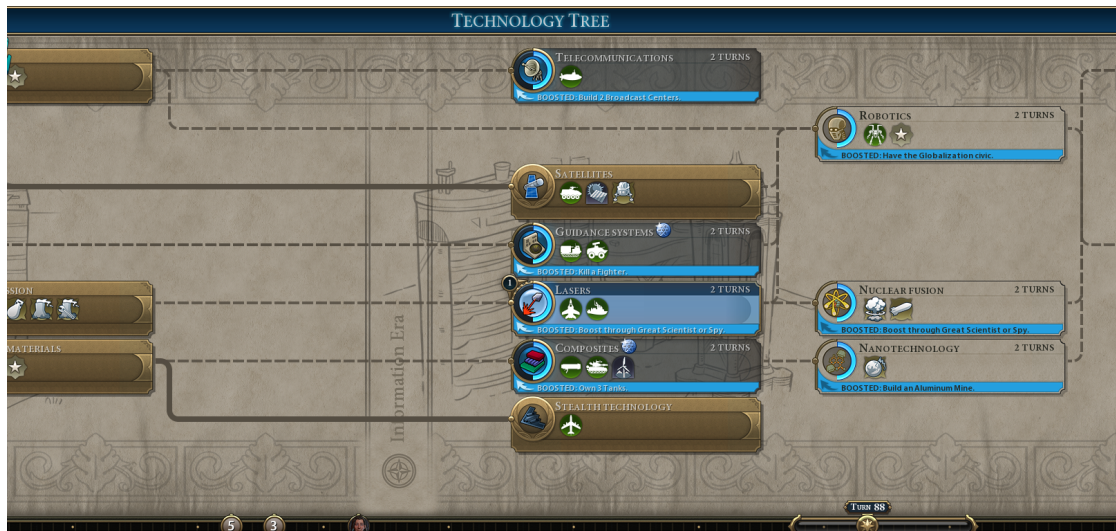 TECHNOLOGY TREE
TELECOMMUNICATIONS 2 TURNS
BOOSTED: Build 2 Broadcast Centers.
ROBOTICS 2 TURNS
BOOSTED: Have the Globalization civic.
SATELLITES
GUIDANCE SYSTEMS 2 TURNS
BOOSTED: Kill a Fighter.
SSION
1
LASERS 2 TURNS
BOOSTED: Boost through Great Scientist or Spy.
NUCLEAR FUSION 2 TURNS
BOOSTED: Boost through Great Scientist or Spy.
MATERIALS
COMPOSITES 2 TURNS
BOOSTED: Own 3 Tanks.
NANOTECHNOLOGY 2 TURNS
BOOSTED: Build an Aluminum Mine.
STEALTH TECHNOLOGY
Information Era
TURN 88
5
3